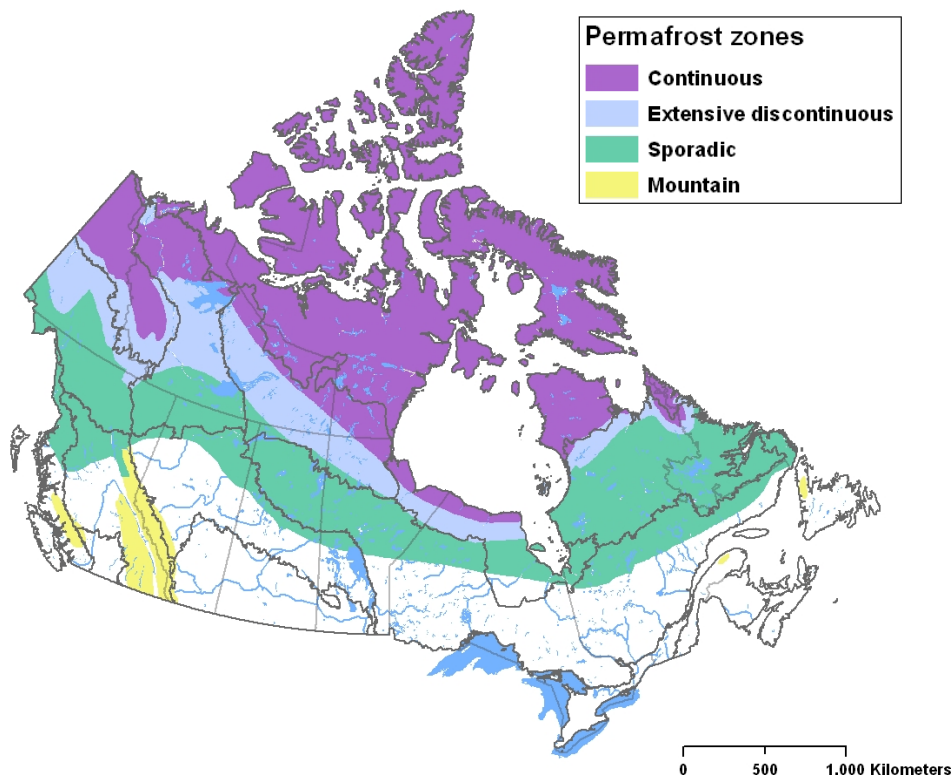 Permafrost zones
Continuous
Extensive discontinuous
Sporadic
Mountain
0 500 1,000 Kilometers